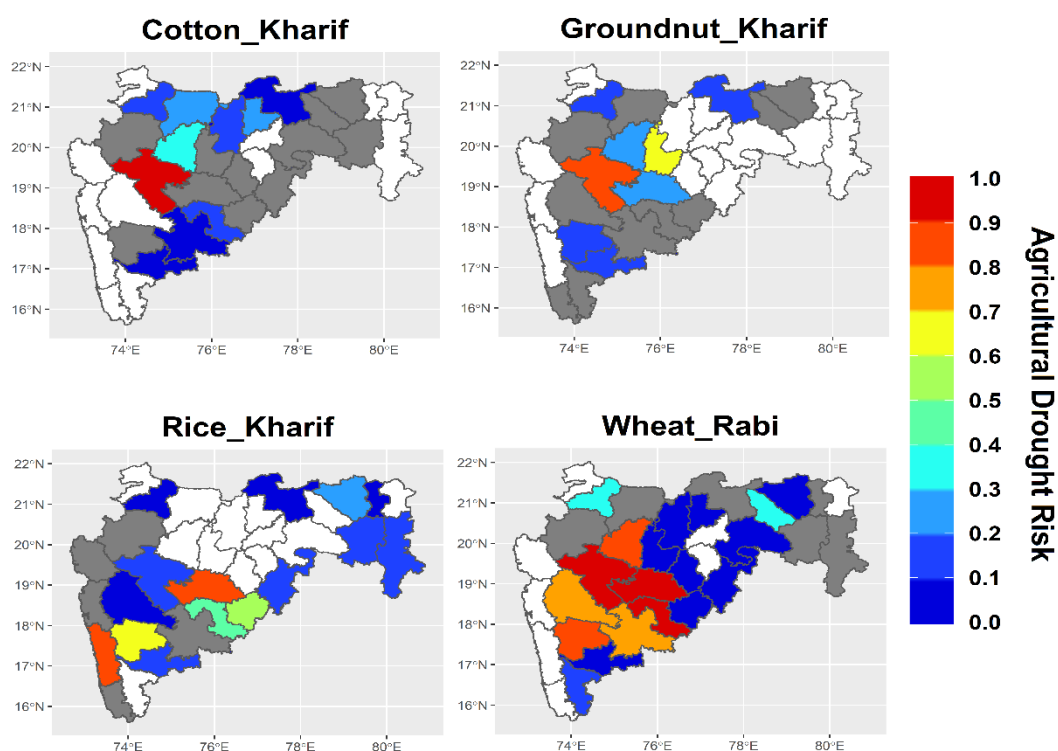 Cotton_Kharif
22°N
21°N
20°N
19°N
18°N
17°N
16°N
74°E
76°E
78°E
80°E
Groundnut_Kharif
22°N
21°N
20°N
19°N
18°N
17°N
16°N
74°E
76°E
78°E
80°E
Rice_Kharif
22°N
21°N
20°N
19°N
18°N
17°N
16°N
74°E
76°E
78°E
80°E
Wheat_Rabi
22°N
21°N
20°N
19°N
18°N
17°N
16°N
74°E
76°E
78°E
80°E
1.0
0.9
0.8
0.7
0.6
0.5
0.4
0.3
0.2
0.1
0.0
Agricultural Drought Risk